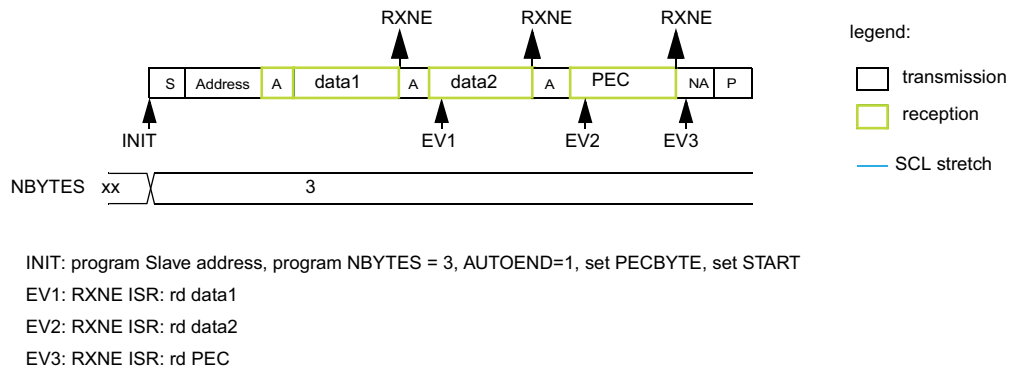 RXNE RXNE RXNE
legend:
S Address A data1 A data2 A PEC NA P
transmission
reception
INIT EV1 EV2 EV3
SCL stretch
NBYTES xx 3
INIT: program Slave address, program NBYTES = 3, AUTOEND=1, set PECBYTE, set START
EV1: RXNE ISR: rd data1
EV2: RXNE ISR: rd data2
EV3: RXNE ISR: rd PEC